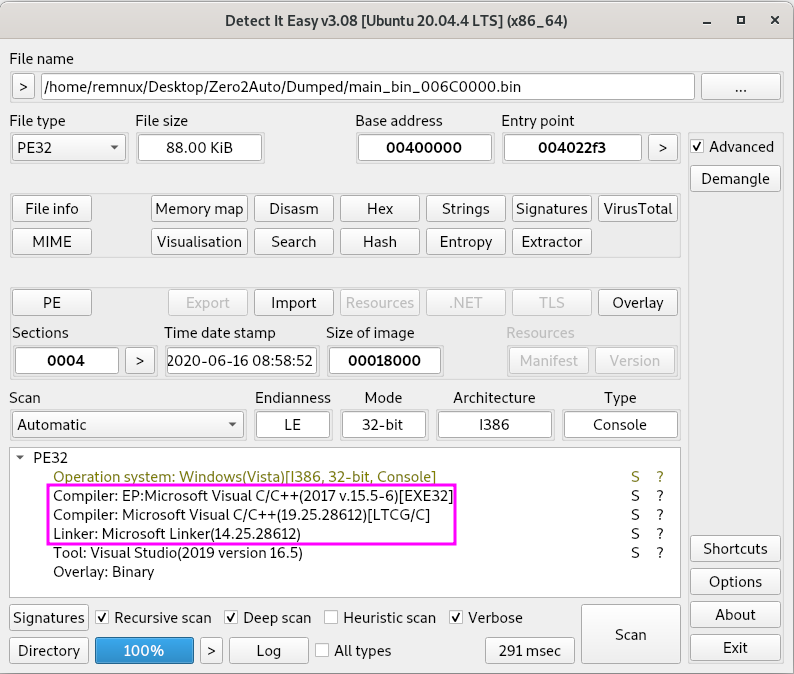 Detect It Easy v3.08 [Ubuntu 20.04.4 LTS] (x86_64)
File name
> /home/remnux/Desktop/Zero2Auto/Dumped/main_bin_006C0000.bin ...
File type File size Base address Entry point
PE32 88.00 KiB 00400000 004022f3 > Advanced
Demangle
File info Memory map Disasm Hex Strings Signatures VirusTotal
MIME Visualisation Search Hash Entropy Extractor
PE Export Import Resources .NET TLS Overlay
Sections Time date stamp Size of image Resources
0004 > 2020-06-16 08:58:52 00018000 Manifest Version
Scan Endianness Mode Architecture Type
Automatic LE 32-bit I386 Console
PE32
Operation system: Windows(Vista)[I386, 32-bit, Console] S ?
Compiler: EP:Microsoft Visual C/C++(2017 v.15.5-6)[EXE32] S ?
Compiler: Microsoft Visual C/C++(19.25.28612)[LTCG/C] S ?
Linker: Microsoft Linker(14.25.28612) S ?
Tool: Visual Studio(2019 version 16.5) S ?
Overlay: Binary
Shortcuts
Options
Signatures Recursive scan Deep scan Heuristic scan Verbose Scan About
Directory 100% > Log All types 291 msec Exit